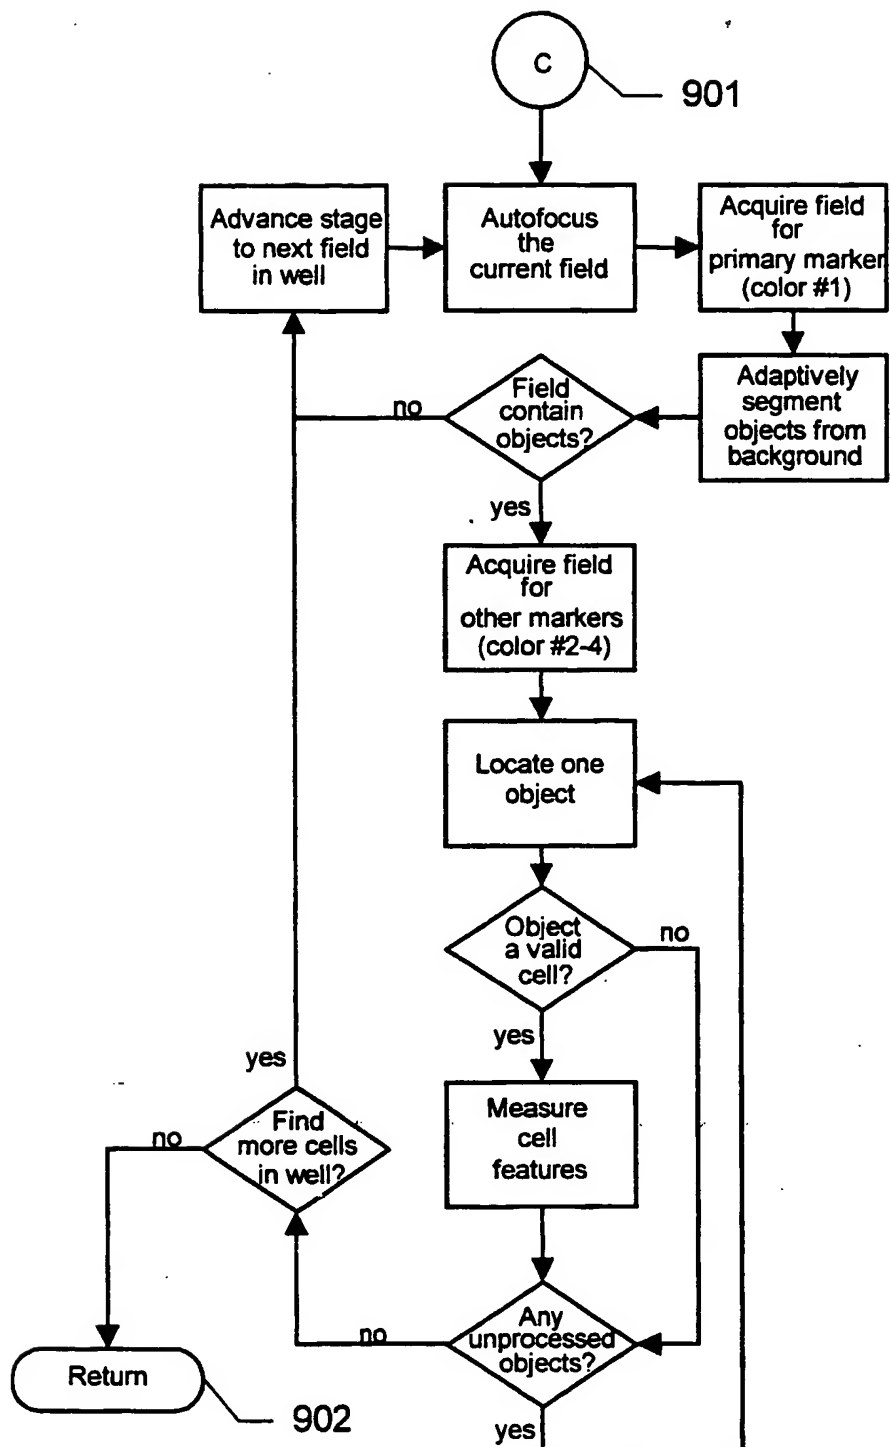 C
901
Advance stage
to next field
in well
Autofocus
the
current field
Acquire field
for
primary marker
(color #1)
Adaptively
segment
objects from
background
Field
contain
objects?
no
yes
Acquire field
for
other markers
(color #2-4)
Locate one
object
Object
a valid
cell?
no
yes
Measure
cell
features
yes
Find
more cells
in well?
no
Any
unprocessed
objects?
no
yes
Return
902